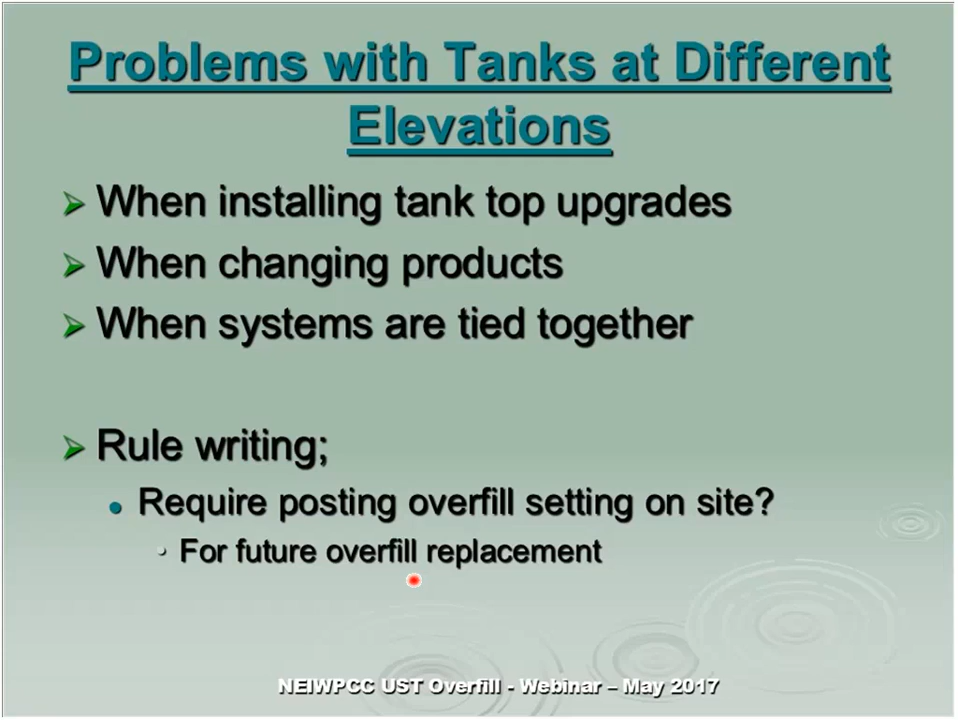 Problems with Tanks at Different
Elevations
When installing tank top upgrades
When changing products
When systems are tied together
Rule writing;
Require posting overfill setting on site?
For future overfill replacement
NEIWPCC UST Overfill - Webinar – May 2017